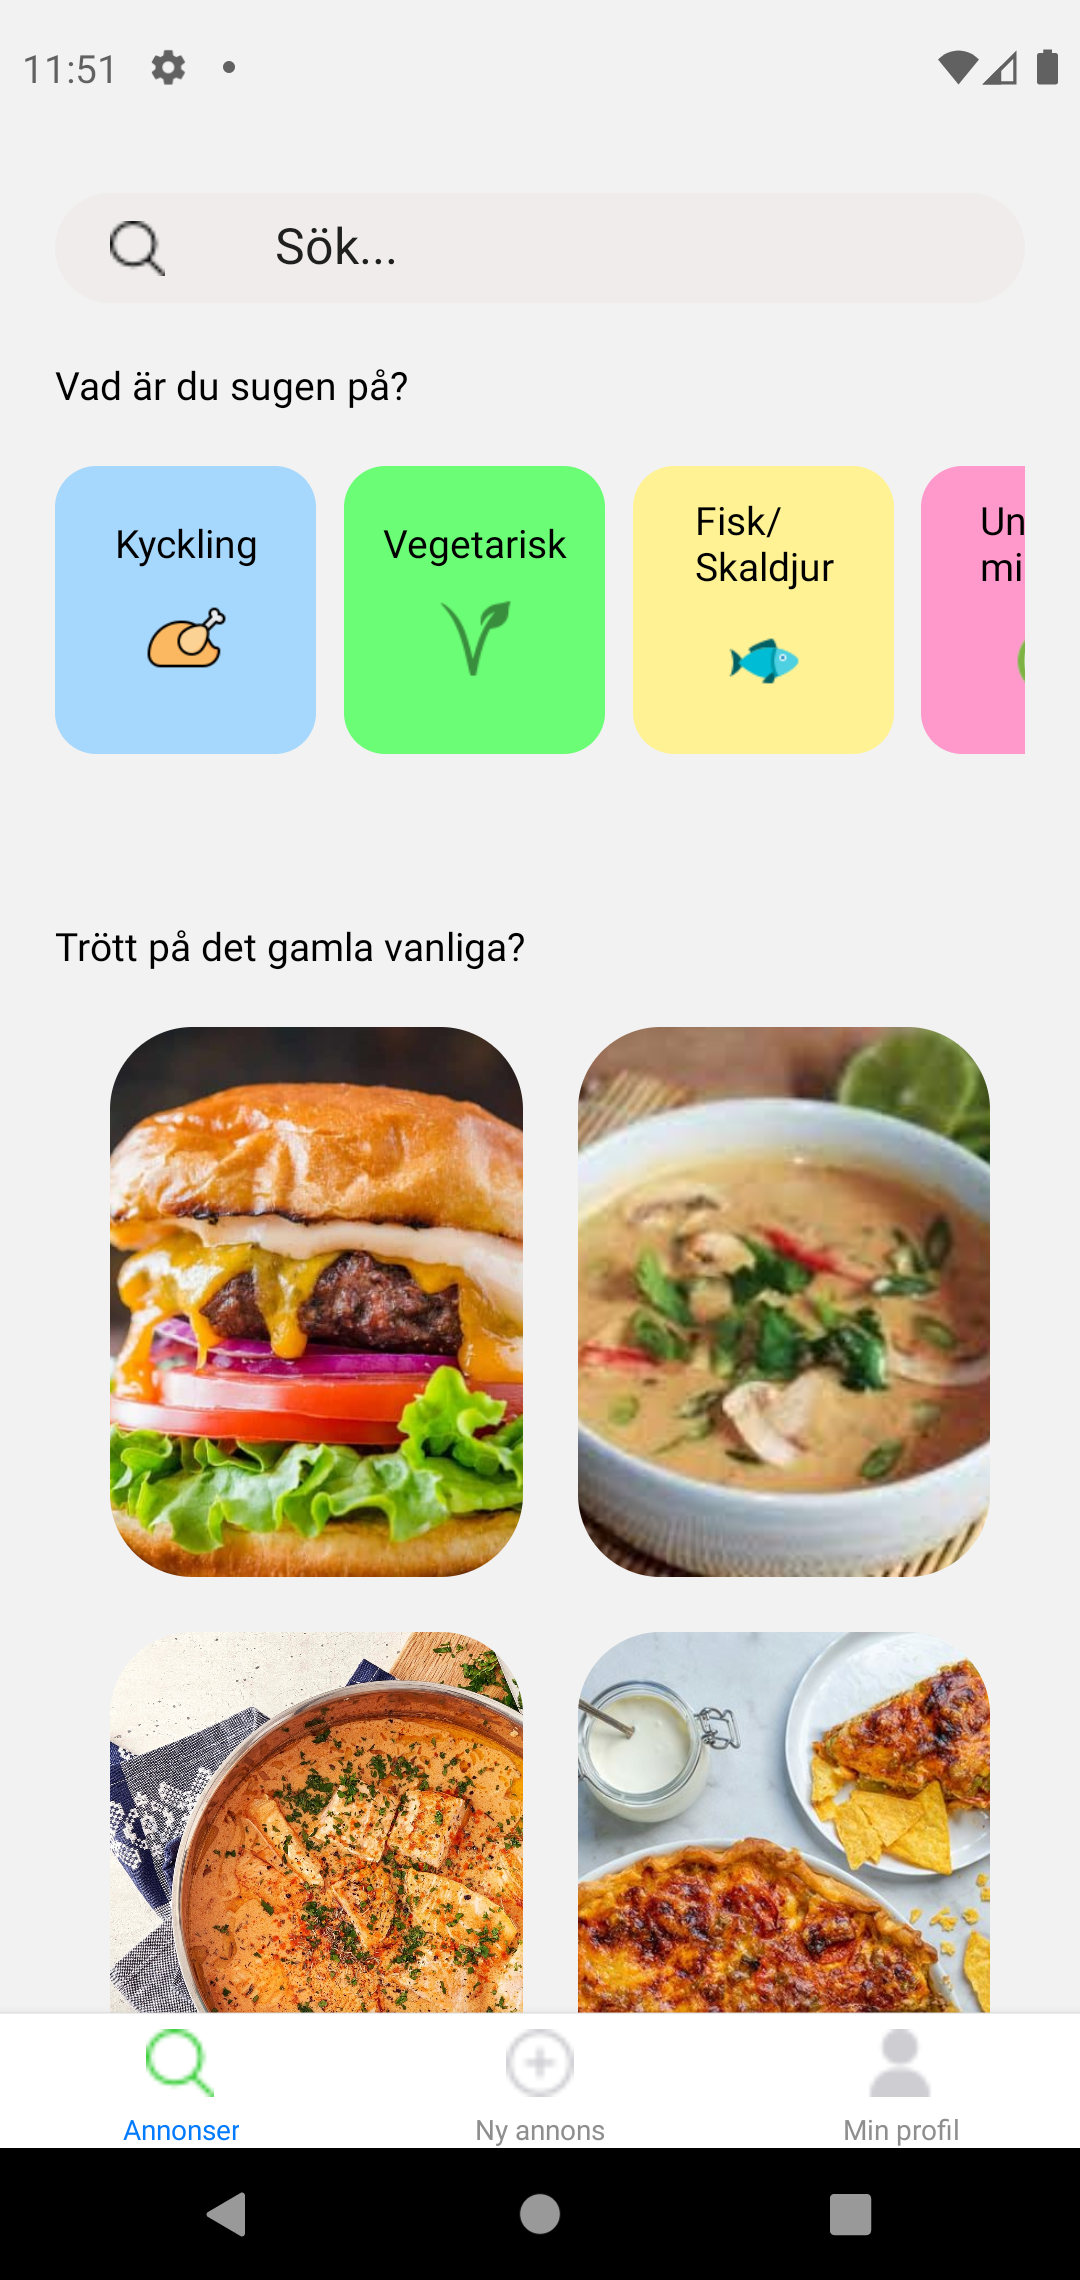 11:51
Sök...
Vad är du sugen på?
Kyckling
Vegetarisk
Fisk/
Skaldjur
Un
mi
Trött på det gamla vanliga?
Annonser
Ny annons
Min profil